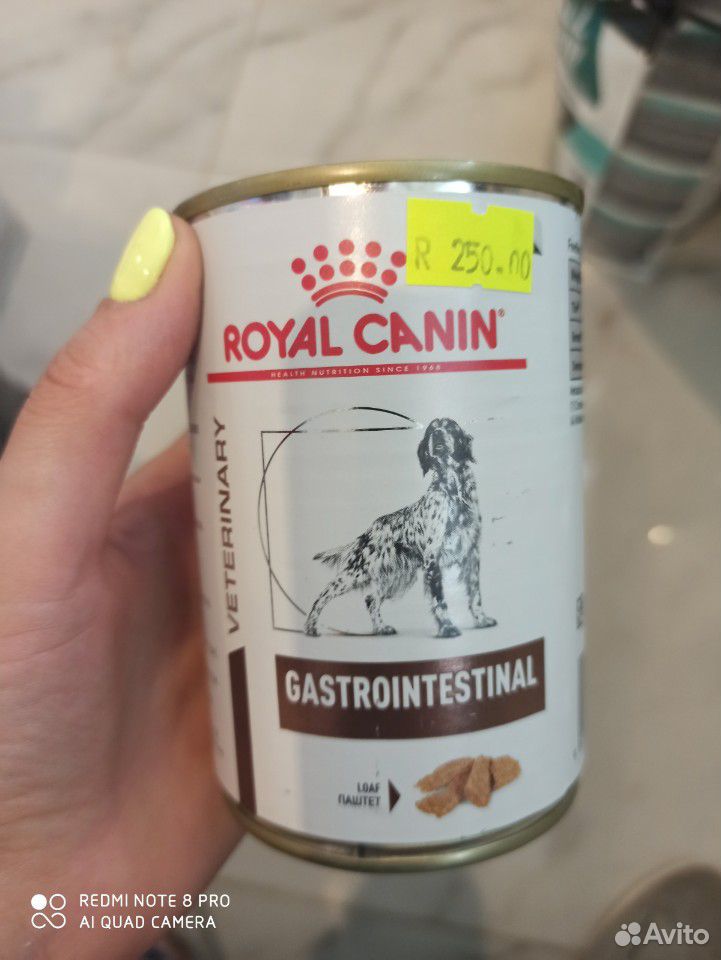 R 250.00
ROYAL CANIN®
HEALTH NUTRITION SINCE 1968
VETERINARY
GASTROINTESTINAL
LOAF
ПАШТЕТ
REDMI NOTE 8 PRO
AI QUAD CAMERA
Avito